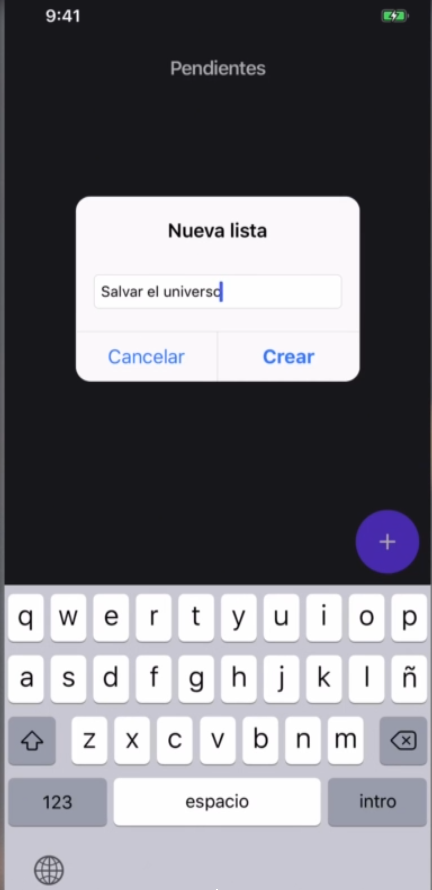 9:41
Pendientes
Nueva lista
Salvar el universo
Cancelar Crear
+
q w e r t y u i o p
a s d f g h j k l ñ
z x c v b n m
123 espacio intro